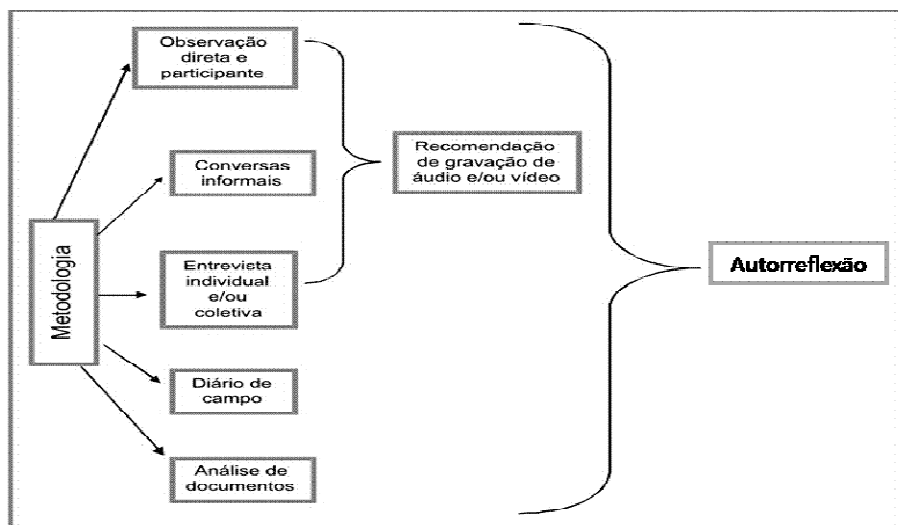 Metodologia
Observação
direta e
participante
Conversas
informais
Entrevista
individual
e/ou
coletiva
Diário de
campo
Análise de
documentos
Recomendação
de gravação de
áudio e/ou vídeo
Autorreflexão